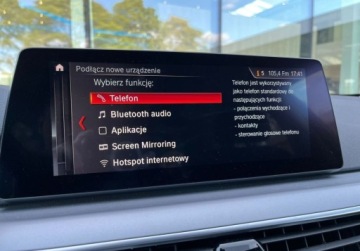 Podłącz nowe urządzenie
105.4 Fm 17:41
Wybierz funkcję:
Telefon
Bluetooth audio
Aplikacje
Screen Mirroring
Hotspot internetowy
Telefon jest wykorzystywany
jako telefon standardowy do
następujących funkcji:
- połączenia wychodzące i
przychodzące
- kontakty
- sterowanie głosowe telefonu